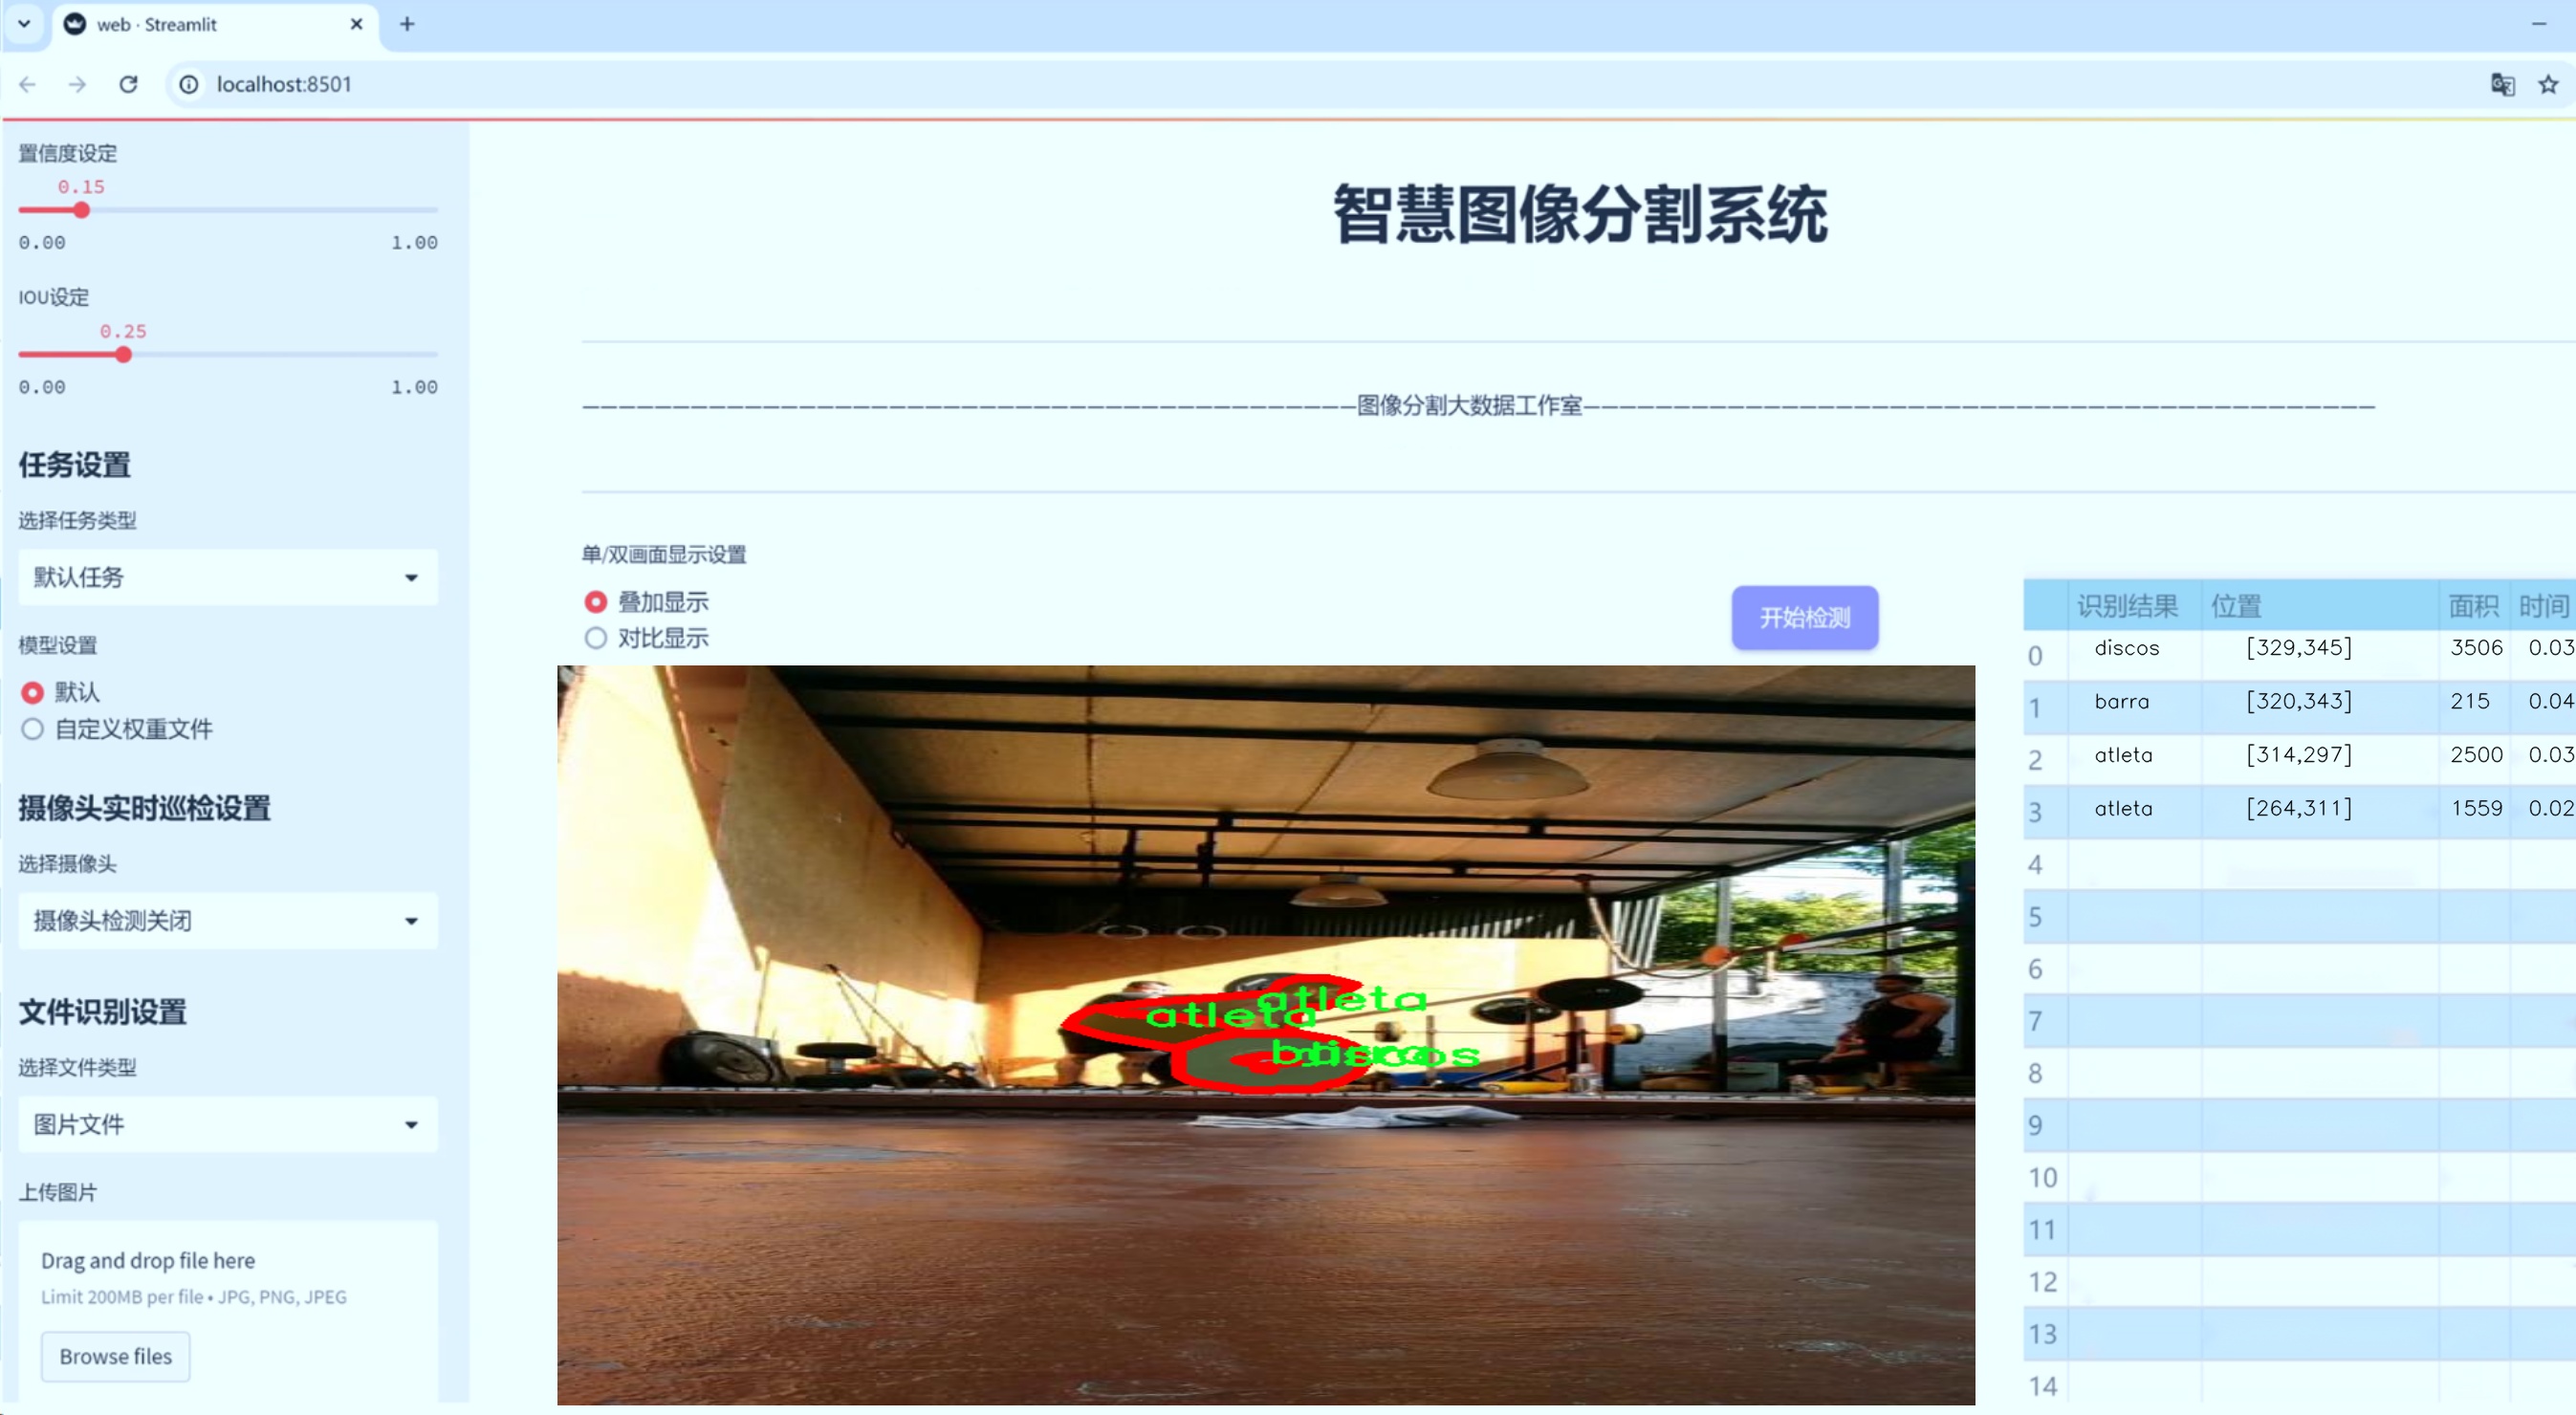 web · Streamlit
localhost:8501
置信度设定
0.15
0.00 1.00
IOU设定
0.25
0.00 1.00
任务设置
选择任务类型
默认任务
模型设置
默认
自定义权重文件
摄像头实时巡检设置
选择摄像头
摄像头检测关闭
文件识别设置
选择文件类型
图片文件
上传图片
Drag and drop file here
Limit 200MB per file • JPG, PNG, JPEG
Browse files
智慧图像分割系统
图像分割大数据工作室
单/双画面显示设置
叠加显示
对比显示
开始检测
atleta
atleta
barra
discos
识别结果 位置 面积 时间
0 discos [329,345] 3506 0.03
1 barra [320,343] 215 0.04
2 atleta [314,297] 2500 0.03
3 atleta [264,311] 1559 0.02
4
5
6
7
8
9
10
11
12
13
14